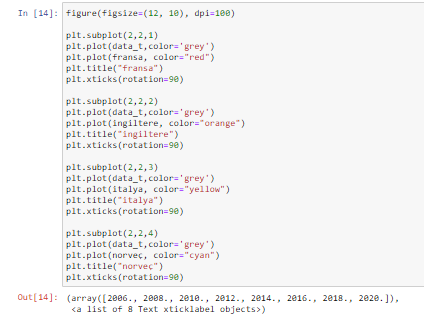 In [14]: figure(figsize=(12, 10), dpi=100)
plt.subplot(2,2,1)
plt.plot(data_t,color='grey')
plt.plot(fransa, color="red")
plt.title("fransa")
plt.xticks(rotation=90)
plt.subplot(2,2,2)
plt.plot(data_t,color='grey')
plt.plot(ingiltere, color="orange")
plt.title("ingiltere")
plt.xticks(rotation=90)
plt.subplot(2,2,3)
plt.plot(data_t,color='grey')
plt.plot(italya, color="yellow")
plt.title("italya")
plt.xticks(rotation=90)
plt.subplot(2,2,4)
plt.plot(data_t,color='grey')
plt.plot(norveç, color="cyan")
plt.title("norveç")
plt.xticks(rotation=90)
Out[14]: (array([2006., 2008., 2010., 2012., 2014., 2016., 2018., 2020.]),
<a list of 8 Text xticklabel objects>)